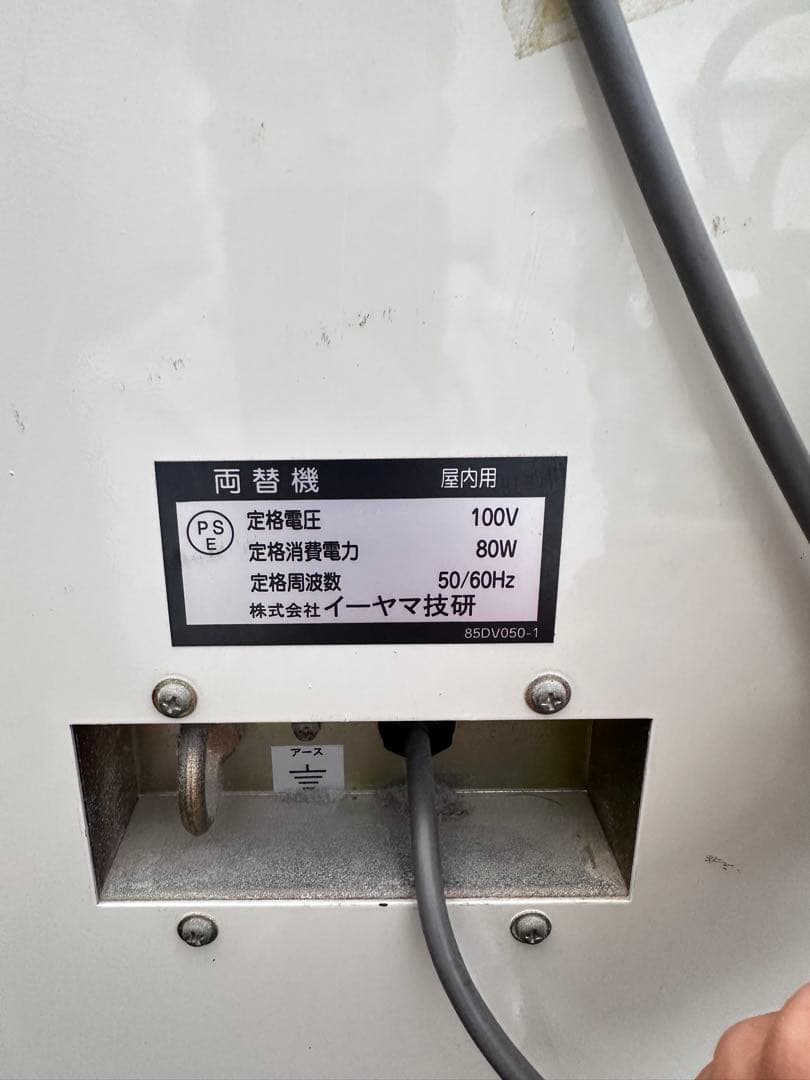 両替機 屋内用
PS
E
定格電圧 100V
定格消費電力 80W
定格周波数 50/60Hz
株式会社イーヤマ技研
85DV050-1
アース